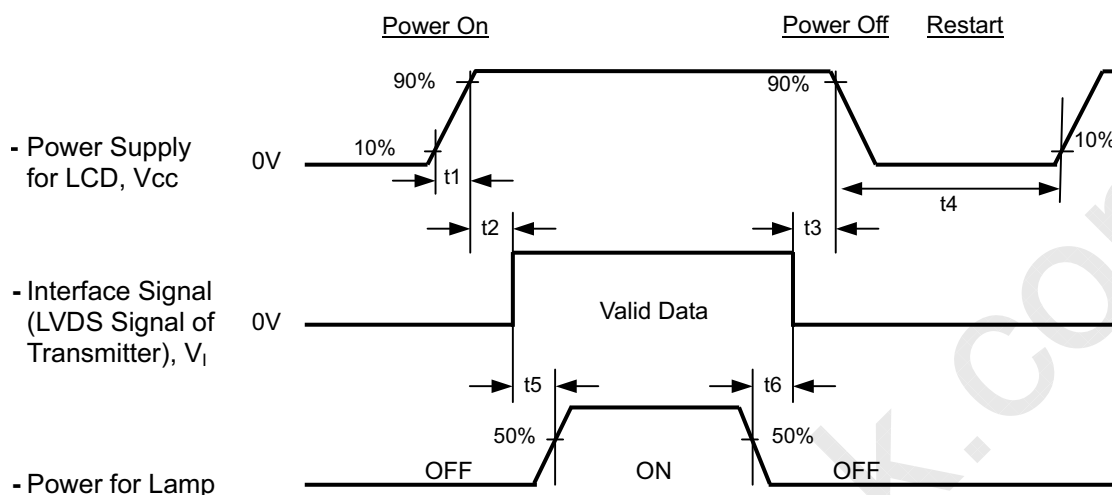 Power On
Power Off
Restart
90%
90%
10%
10%
- Power Supply
for LCD, Vcc
0V
t1
t4
t2
t3
- Interface Signal
(LVDS Signal of
Transmitter), VI
0V
Valid Data
t5
t6
50%
50%
OFF
ON
OFF
- Power for Lamp